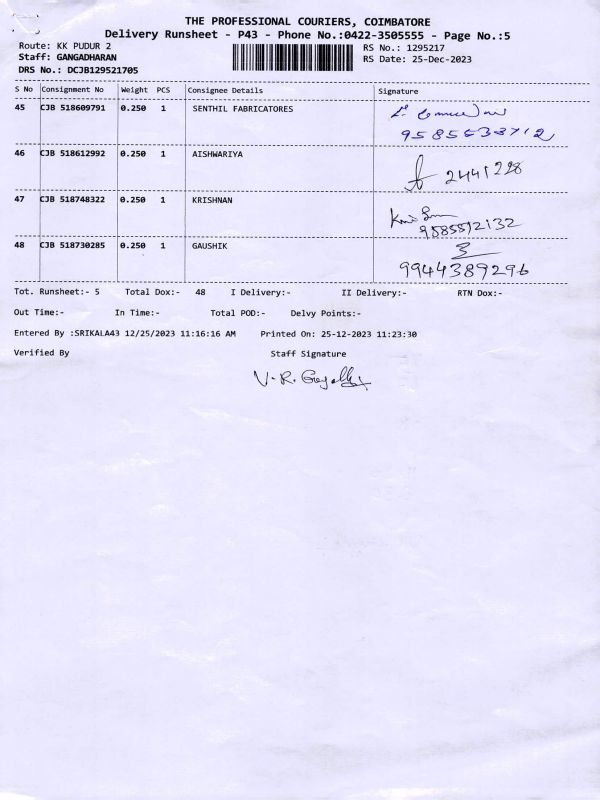 THE PROFESSIONAL COURIERS, COIMBATORE
Delivery Runsheet - P43 - Phone No.:0422-3505555 - Page No.:5
Route: KK PUDUR 2 RS No.: 1295217
Staff: GANGADHARAN RS Date: 25-Dec-2023
DRS No.: DCJB129521705
S No Consignment No Weight PCS Consignee Details Signature
45 CJB 518609791 0.250 1 SENTHIL FABRICATORES
9585533712
46 CJB 518612992 0.250 1 AISHWARIYA
2441228
47 CJB 518748322 0.250 1 KRISHNAN
9585512132
48 CJB 518730285 0.250 1 GAUSHIK
9944389296
Tot. Runsheet:- 5 Total Dox:- 48 I Delivery:- II Delivery:- RTN Dox:-
Out Time:- In Time:- Total POD:- Delvy Points:-
Entered By :SRIKALA43 12/25/2023 11:16:16 AM Printed On: 25-12-2023 11:23:30
Verified By Staff Signature
V. R.